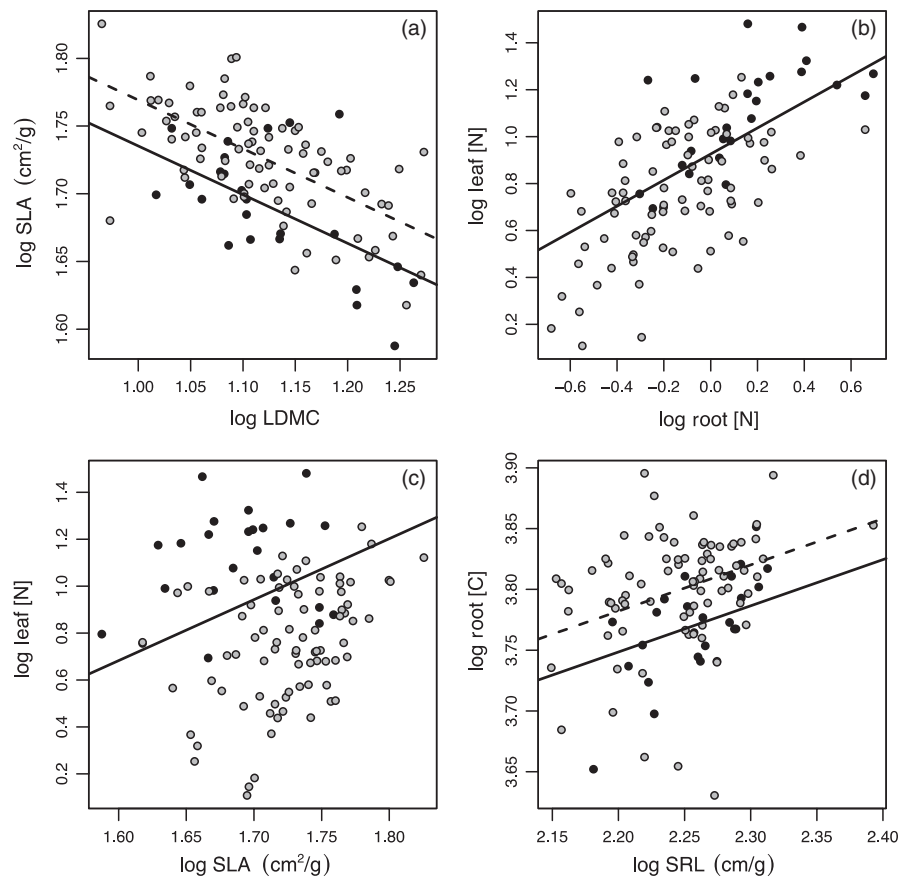 (a)
log SLA (cm²/g)
1.80
1.75
1.70
1.65
1.60
1.00 1.05 1.10 1.15 1.20 1.25
log LDMC
(b)
log leaf [N]
1.4
1.2
1.0
0.8
0.6
0.4
0.2
−0.6 −0.4 −0.2 0.0 0.2 0.4 0.6
log root [N]
(c)
log leaf [N]
1.4
1.2
1.0
0.8
0.6
0.4
0.2
1.60 1.65 1.70 1.75 1.80
log SLA (cm²/g)
(d)
log root [C]
3.90
3.85
3.80
3.75
3.70
3.65
2.15 2.20 2.25 2.30 2.35 2.40
log SRL (cm/g)